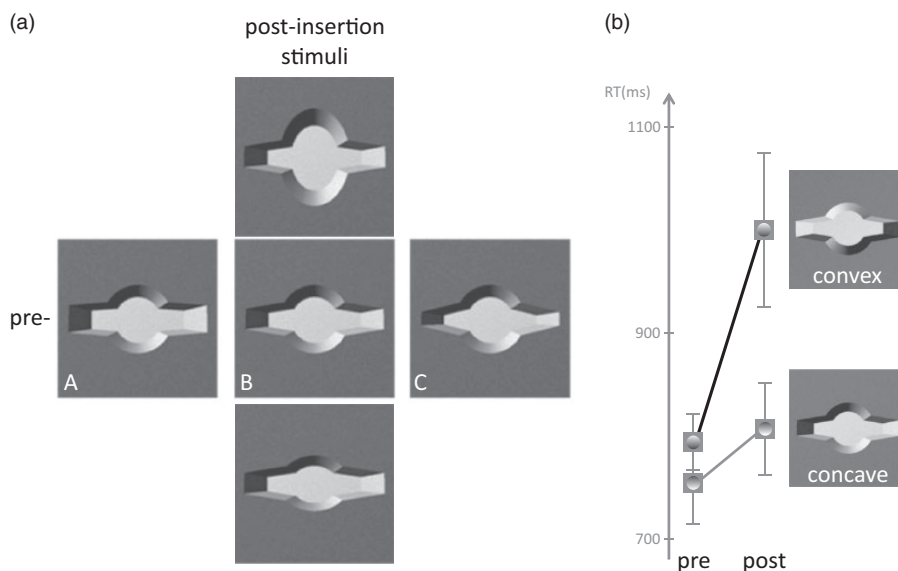 (a)
post-insertion
stimuli
pre-
A
B
C
(b)
RT(ms)
1100
900
700
convex
concave
pre
post